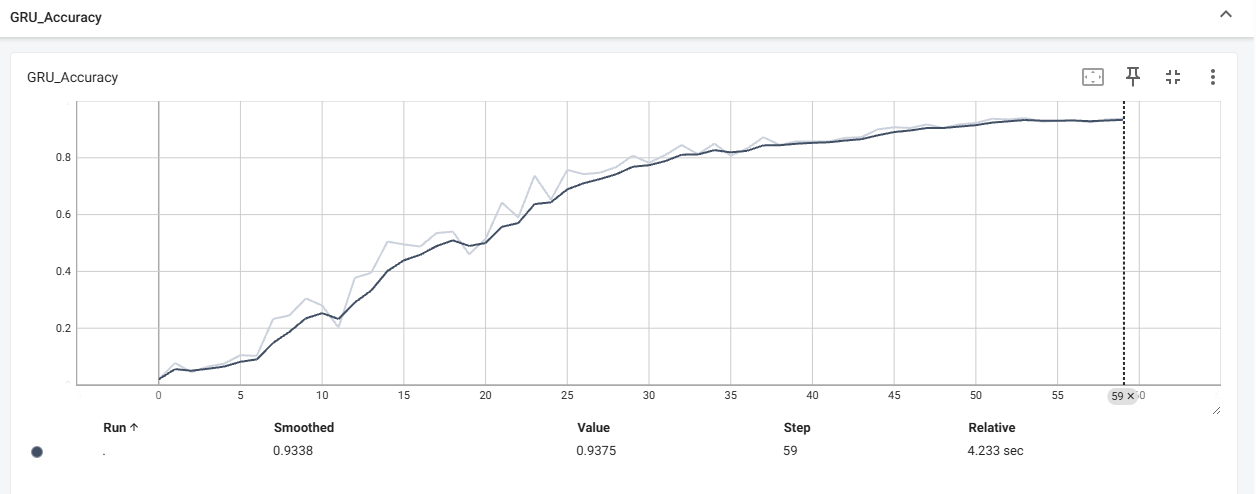 GRU_Accuracy
GRU_Accuracy
0.8
0.6
0.4
0.2
0 5 10 15 20 25 30 35 40 45 50 55 59 ×
Run ↑ Smoothed Value Step Relative
. 0.9338 0.9375 59 4.233 sec